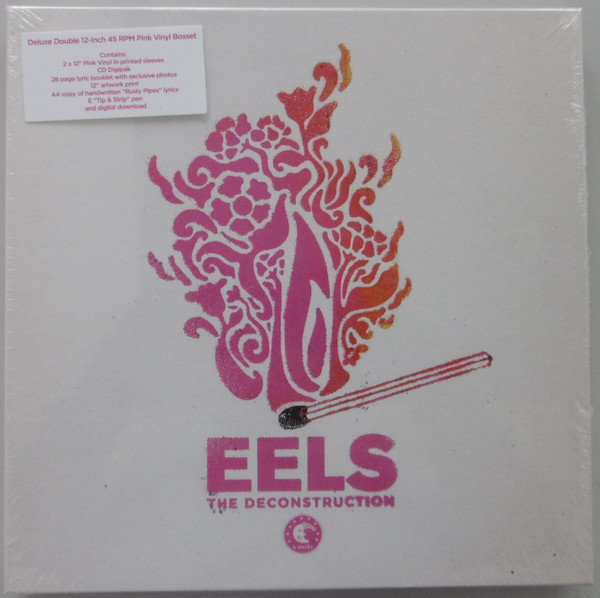 Deluxe Double 12-inch 45 RPM Pink Vinyl Boxset
Contains:
2 x 12" Pink Vinyl in printed sleeves
CD Digipak
28 page lyric booklet with exclusive photos
12" artwork print
A4 copy of handwritten "Rusty Pipes" lyrics
E "Tip & Strip" pen
and digital download
EELS
THE DECONSTRUCTION